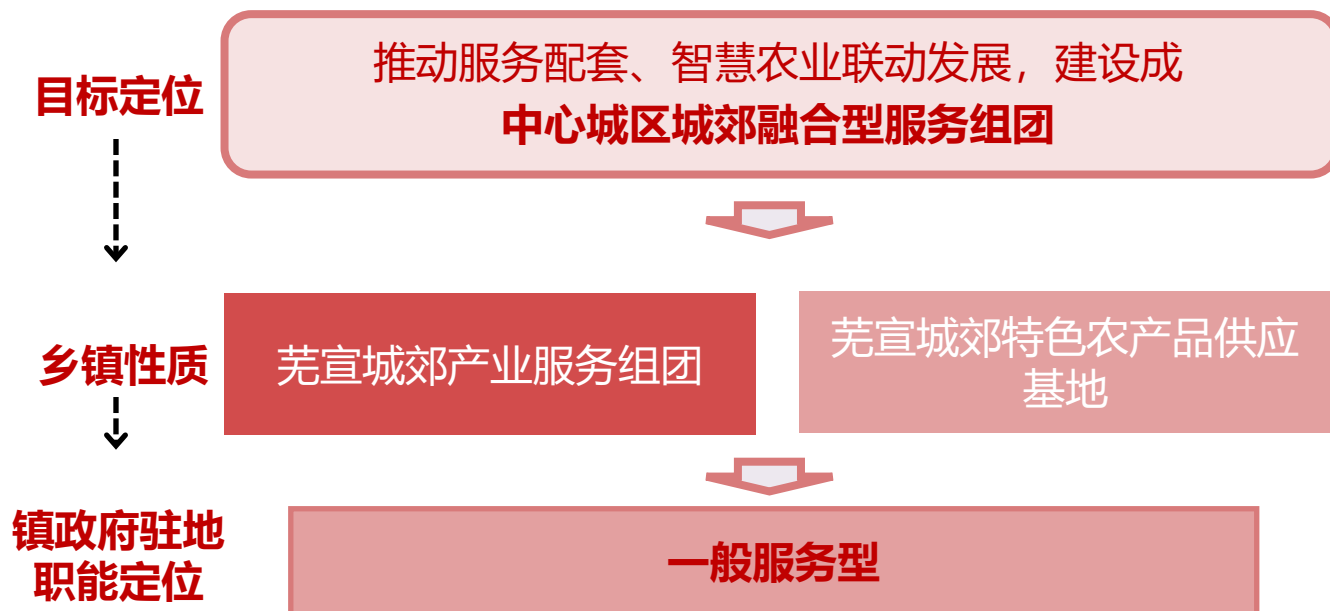 目标定位
推动服务配套、智慧农业联动发展，建设成
中心城区城郊融合型服务组团
乡镇性质
芜宣城郊产业服务组团
芜宣城郊特色农产品供应
基地
镇政府驻地
职能定位
一般服务型